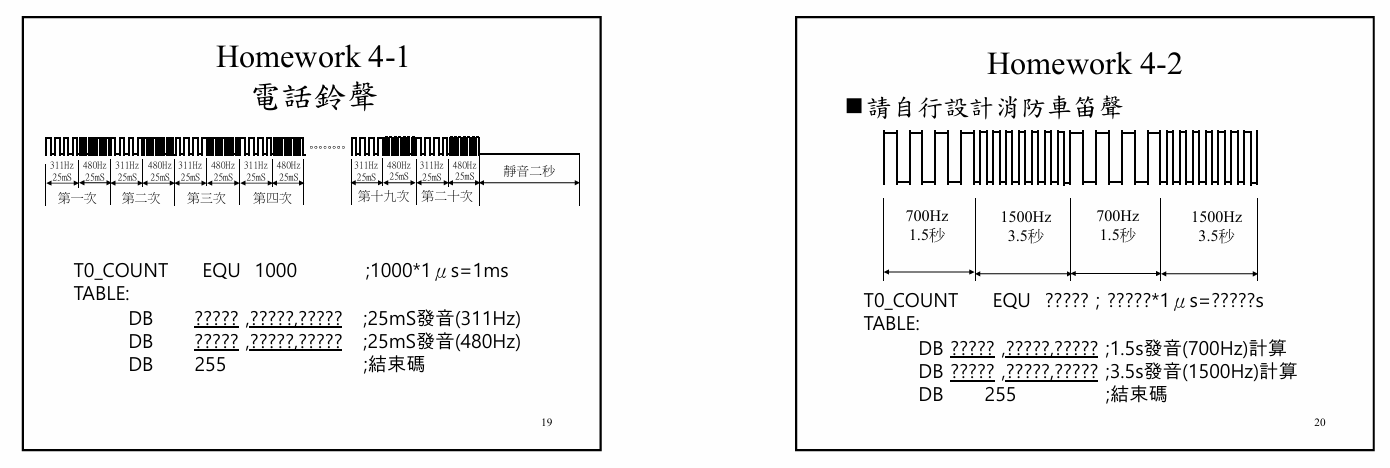 Homework 4-1
電話鈴聲
311Hz 480Hz 311Hz 480Hz 311Hz 480Hz 311Hz 480Hz 311Hz 480Hz 311Hz 480Hz
25mS 25mS 25mS 25mS 25mS 25mS 25mS 25mS 25mS 25mS 25mS 25mS 靜音二秒
第一次 第二次 第三次 第四次 第十九次 第二十次
T0_COUNT EQU 1000 ;1000*1μs=1ms
TABLE:
DB ????? ,?????,????? ;25mS發音(311Hz)
DB ????? ,?????,????? ;25mS發音(480Hz)
DB 255 ;結束碼
19
Homework 4-2
■請自行設計消防車笛聲
700Hz 1500Hz 700Hz 1500Hz
1.5秒 3.5秒 1.5秒 3.5秒
T0_COUNT EQU ????? ; ?????*1μs=?????s
TABLE:
DB ????? ,?????,????? ;1.5s發音(700Hz)計算
DB ????? ,?????,????? ;3.5s發音(1500Hz)計算
DB 255 ;結束碼
20